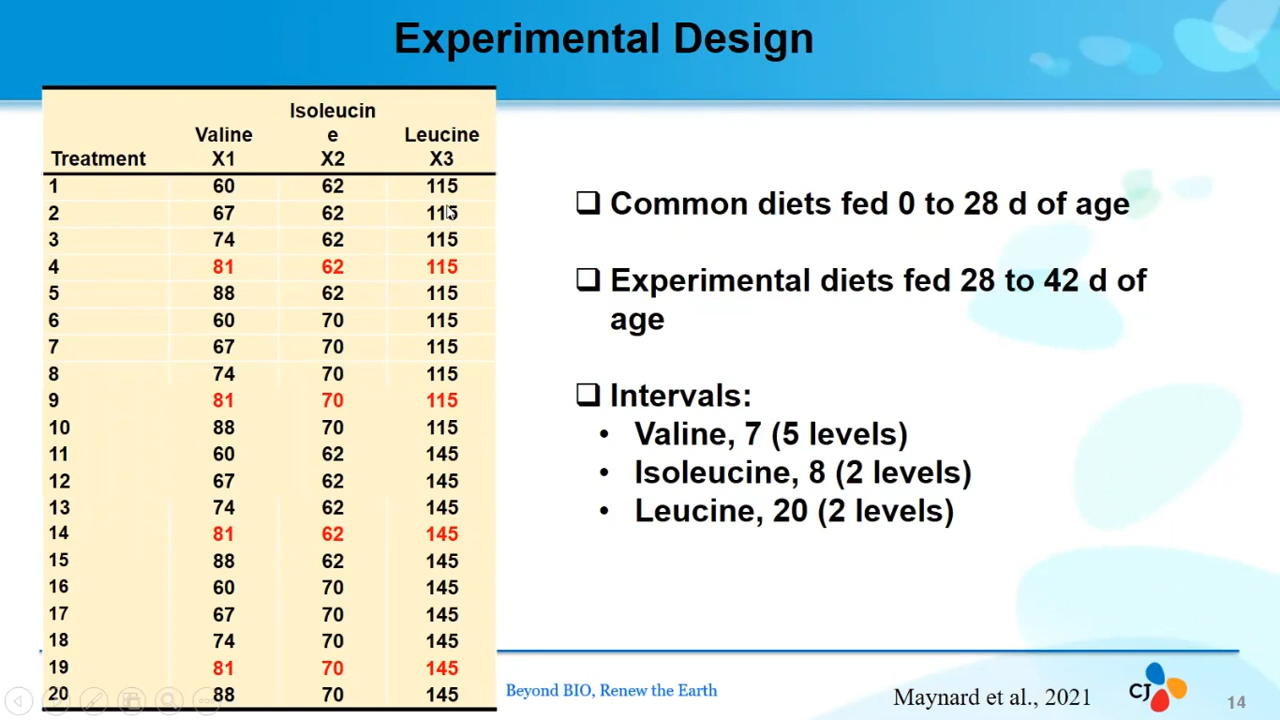 Experimental Design
Isoleucin
Valine e Leucine
Treatment X1 X2 X3
1 60 62 115
2 67 62 115
3 74 62 115
4 81 62 115
5 88 62 115
6 60 70 115
7 67 70 115
8 74 70 115
9 81 70 115
10 88 70 115
11 60 62 145
12 67 62 145
13 74 62 145
14 81 62 145
15 88 62 145
16 60 70 145
17 67 70 145
18 74 70 145
19 81 70 145
20 88 70 145
❑ Common diets fed 0 to 28 d of age
❑ Experimental diets fed 28 to 42 d of
age
❑ Intervals:
• Valine, 7 (5 levels)
• Isoleucine, 8 (2 levels)
• Leucine, 20 (2 levels)
Beyond BIO, Renew the Earth
Maynard et al., 2021
CJ
14